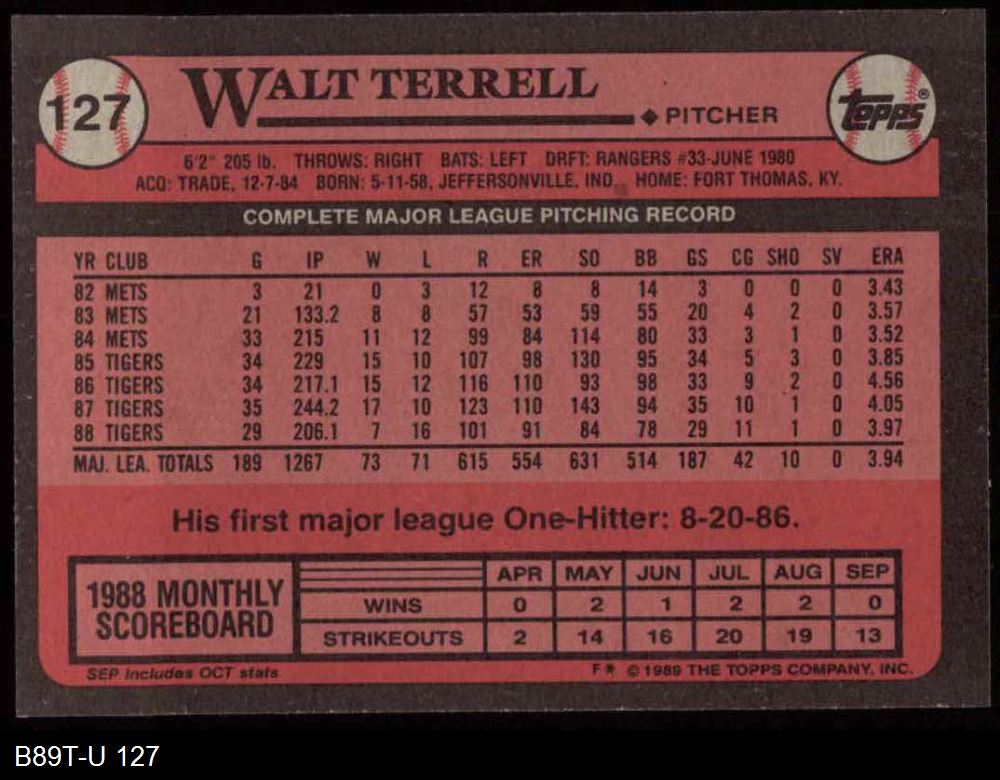 127
WALT TERRELL
◆ PITCHER
TOPPS®
6'2" 205 lb. THROWS: RIGHT BATS: LEFT DRFT: RANGERS #33-JUNE 1980
ACQ: TRADE, 12-7-84 BORN: 5-11-58, JEFFERSONVILLE, IND. HOME: FORT THOMAS, KY.
COMPLETE MAJOR LEAGUE PITCHING RECORD
YR CLUB G IP W L R ER SO BB GS CG SHO SV ERA
82 METS 3 21 0 3 12 8 8 14 3 0 0 0 3.43
83 METS 21 133.2 8 8 57 53 59 55 20 4 2 0 3.57
84 METS 33 215 11 12 99 84 114 80 33 3 1 0 3.52
85 TIGERS 34 229 15 10 107 98 130 95 34 5 3 0 3.85
86 TIGERS 34 217.1 15 12 116 110 93 98 33 9 2 0 4.56
87 TIGERS 35 244.2 17 10 123 110 143 94 35 10 1 0 4.05
88 TIGERS 29 206.1 7 16 101 91 84 78 29 11 1 0 3.97
MAJ. LEA. TOTALS 189 1267 73 71 615 554 631 514 187 42 10 0 3.94
His first major league One-Hitter: 8-20-86.
1988 MONTHLY
SCOREBOARD
APR MAY JUN JUL AUG SEP
WINS 0 2 1 2 2 0
STRIKEOUTS 2 14 16 20 19 13
SEP Includes OCT stats
F* © 1989 THE TOPPS COMPANY, INC.
B89T-U 127